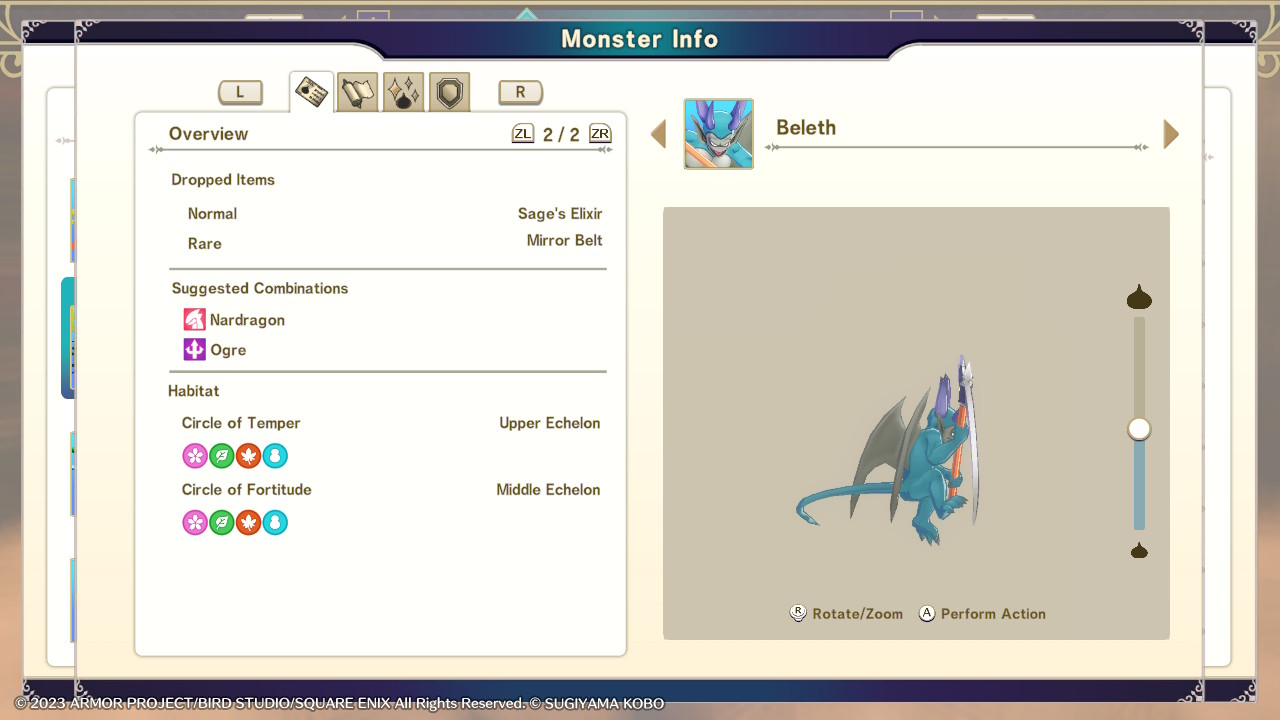 Monster Info
L
R
Overview
ZL 2 / 2 ZR
Dropped Items
Normal Sage's Elixir
Rare Mirror Belt
Suggested Combinations
Nardragon
Ogre
Habitat
Circle of Temper Upper Echelon
Circle of Fortitude Middle Echelon
Beleth
R Rotate/Zoom A Perform Action
© 2023 ARMOR PROJECT/BIRD STUDIO/SQUARE ENIX All Rights Reserved. © SUGIYAMA KOBO